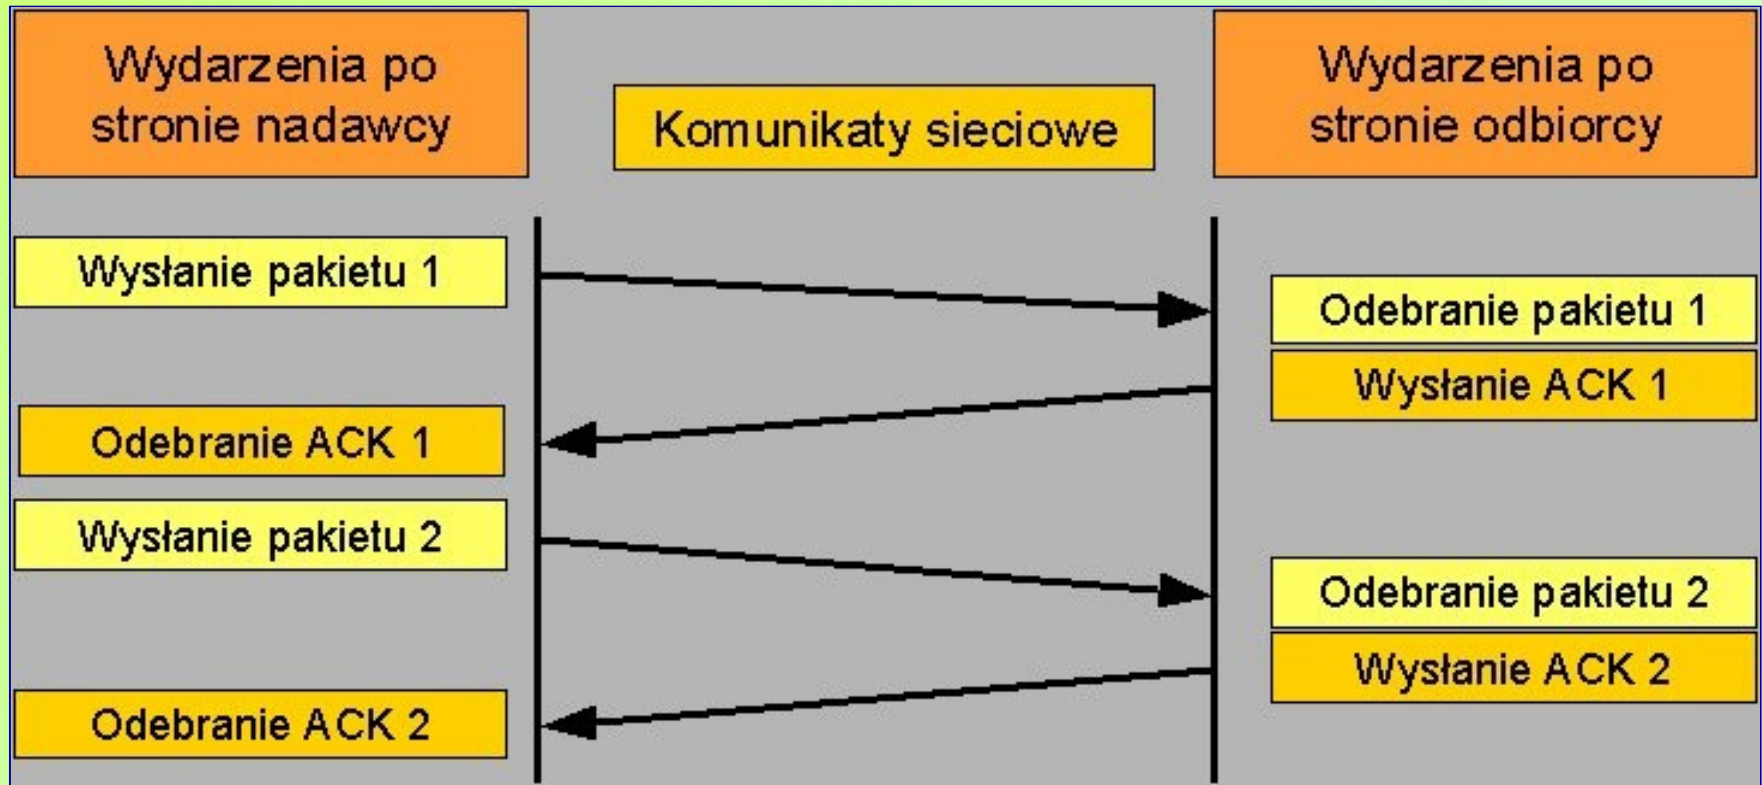 Wydarzenia po
stronie nadawcy
Komunikaty sieciowe
Wydarzenia po
stronie odbiorcy
Wysłanie pakietu 1
Odebranie pakietu 1
Wysłanie ACK 1
Odebranie ACK 1
Wysłanie pakietu 2
Odebranie pakietu 2
Wysłanie ACK 2
Odebranie ACK 2